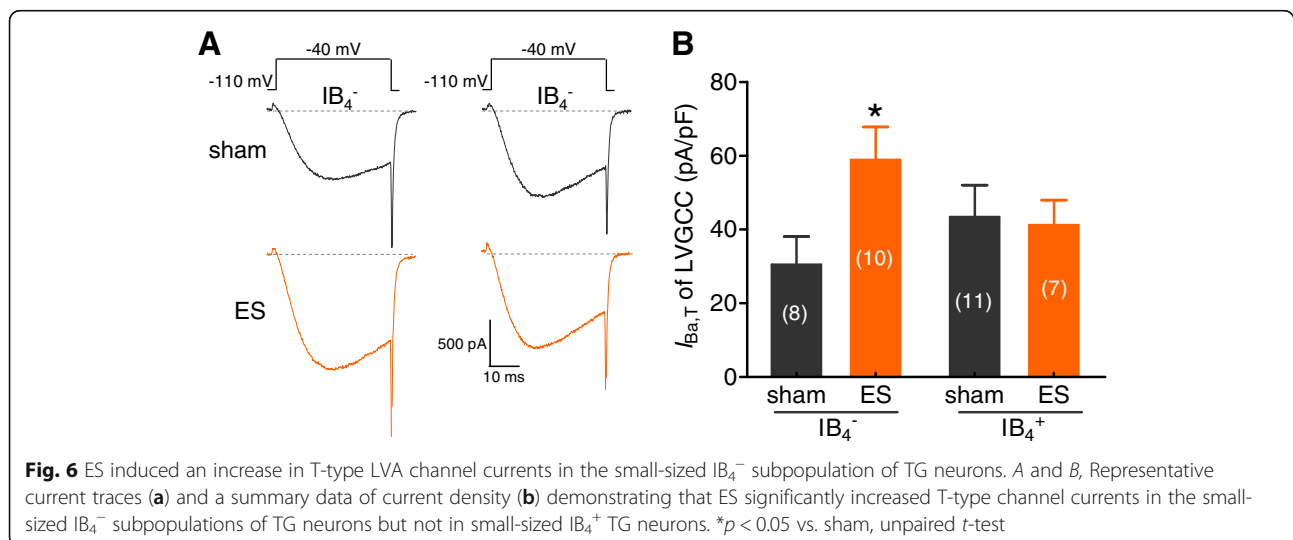 A
-40 mV
-40 mV
-110 mV
-110 mV
IB4-
IB4-
sham
ES
500 pA
10 ms
B
IBa,T of LVGCC (pA/pF)
80
60
40
20
0
*
(8)
(10)
(11)
(7)
sham ES sham ES
IB4- IB4+
Fig. 6 ES induced an increase in T-type LVA channel currents in the small-sized IB4− subpopulation of TG neurons. A and B, Representative
current traces (a) and a summary data of current density (b) demonstrating that ES significantly increased T-type channel currents in the small-
sized IB4− subpopulations of TG neurons but not in small-sized IB4+ TG neurons. *p < 0.05 vs. sham, unpaired t-test